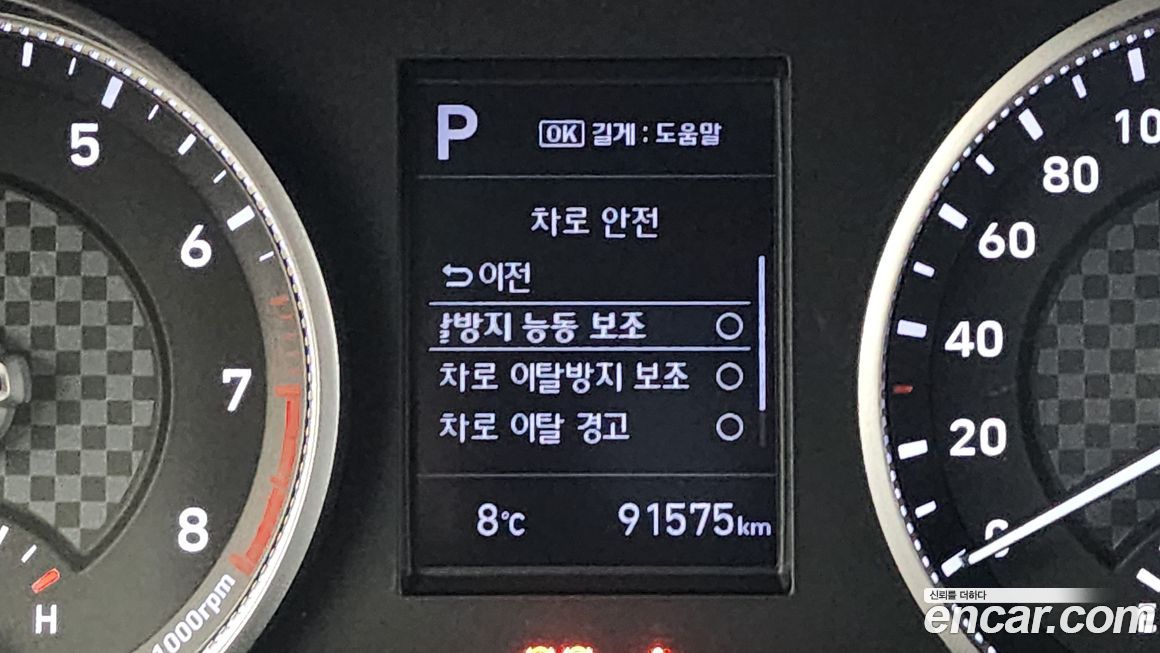 P
OK 길게 : 도움말
차로 안전
이전
방지 능동 보조
차로 이탈방지 보조
차로 이탈 경고
8℃
91575km
5
6
7
8
H
1000rpm
100
80
60
40
20
0
신뢰를 더하다
encar.com